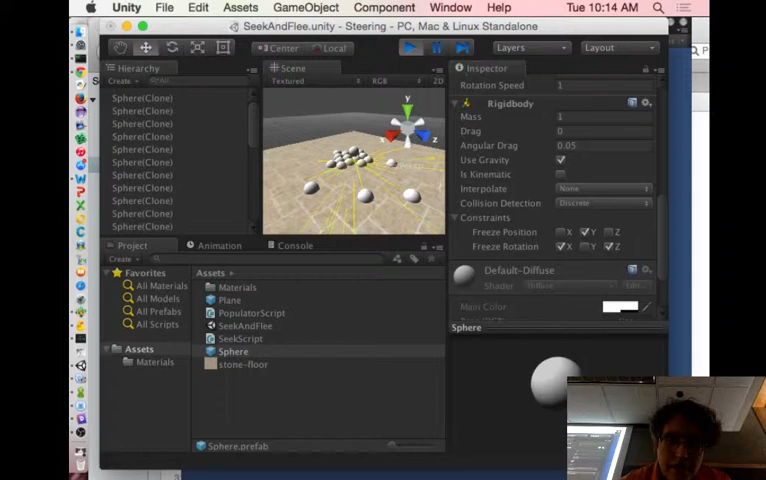 Unity File Edit Assets GameObject Component Window Help Tue 10:14 AM
SeekAndFlee.unity - Steering - PC, Mac & Linux Standalone
Center Local Layers Layout
Hierarchy Scene Inspector
Create Textured RGB 2D
Rotation Speed 1
Sphere(Clone)
Rigidbody
Sphere(Clone)
Mass 1
Sphere(Clone)
Drag 0
Sphere(Clone)
Angular Drag 0.05
Sphere(Clone)
Use Gravity
Sphere(Clone)
Is Kinematic
Sphere(Clone)
Interpolate None
Sphere(Clone)
Collision Detection Discrete
Sphere(Clone)
Constraints
Sphere(Clone)
Freeze Position X Y Z
Freeze Rotation X Y Z
Sphere(Clone)
y
x
z
Project Animation Console
Create
Favorites
All Materials
All Models
All Prefabs
All Scripts
Assets
Materials
Assets
Materials
Plane
PopulatorScript
SeekAndFlee
SeekScript
Sphere
stone-floor
Sphere.prefab
Default-Diffuse
Shader Diffuse Edit...
Main Color
Sphere